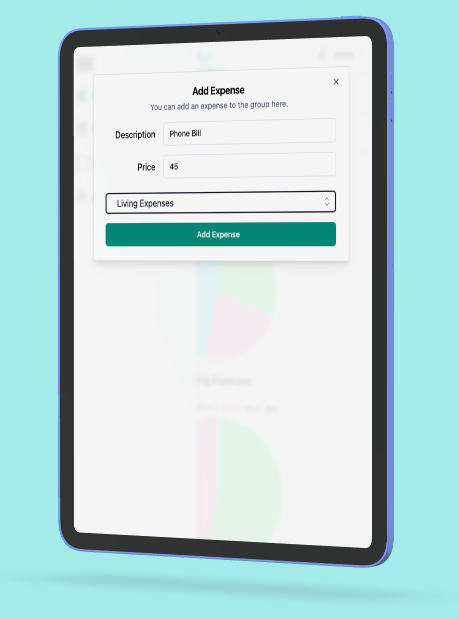 Add Expense
You can add an expense to the group here.
Description
Phone Bill
Price
45
Living Expenses
Add Expense